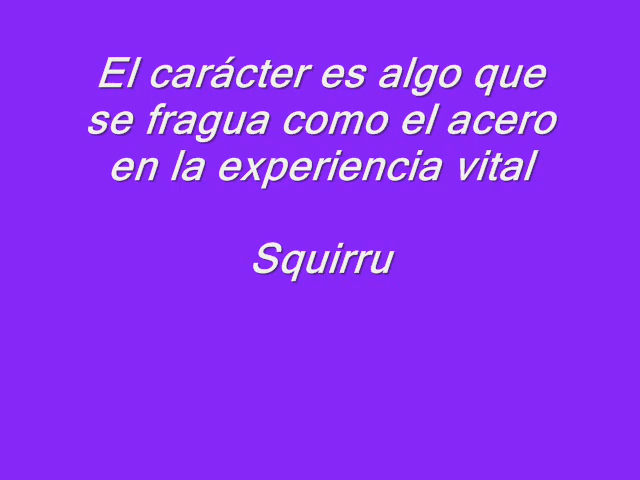 El carácter es algo que
se fragua como el acero
en la experiencia vital
Squirru